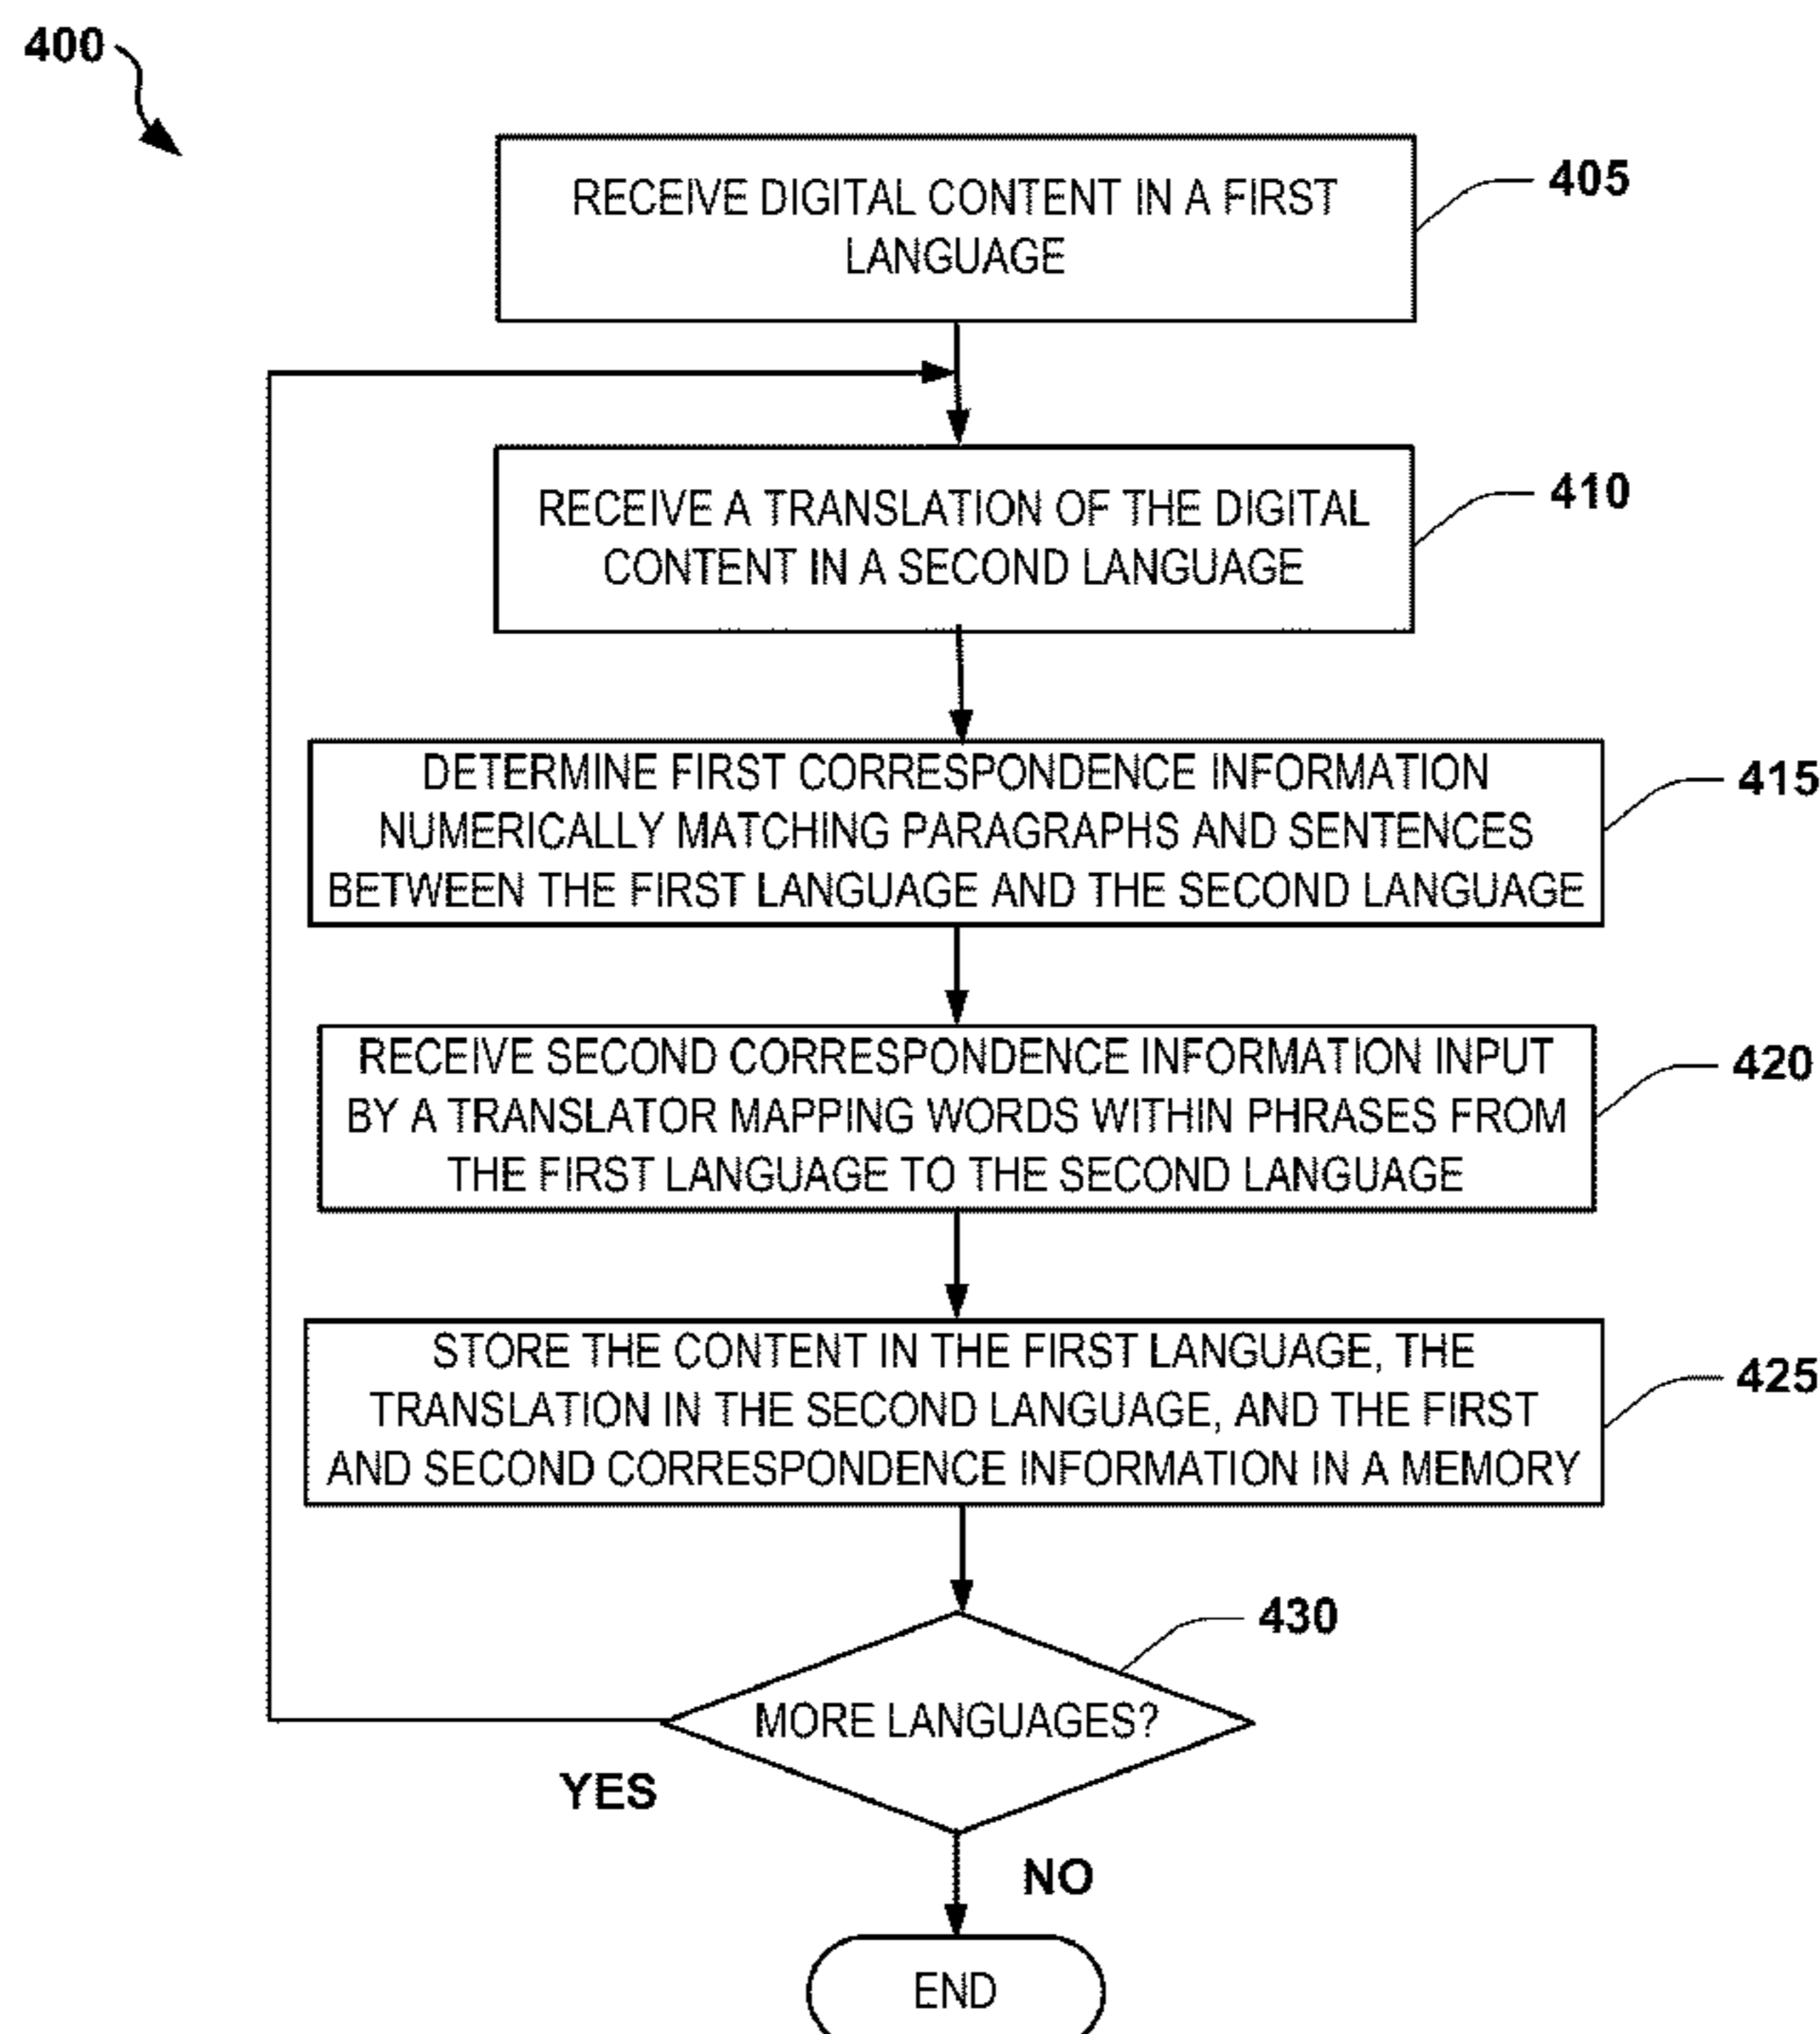 400
RECEIVE DIGITAL CONTENT IN A FIRST
LANGUAGE
405
RECEIVE A TRANSLATION OF THE DIGITAL
CONTENT IN A SECOND LANGUAGE
410
DETERMINE FIRST CORRESPONDENCE INFORMATION
NUMERICALLY MATCHING PARAGRAPHS AND SENTENCES
BETWEEN THE FIRST LANGUAGE AND THE SECOND LANGUAGE
415
RECEIVE SECOND CORRESPONDENCE INFORMATION INPUT
BY A TRANSLATOR MAPPING WORDS WITHIN PHRASES FROM
THE FIRST LANGUAGE TO THE SECOND LANGUAGE
420
STORE THE CONTENT IN THE FIRST LANGUAGE, THE
TRANSLATION IN THE SECOND LANGUAGE, AND THE FIRST
AND SECOND CORRESPONDENCE INFORMATION IN A MEMORY
425
430
MORE LANGUAGES?
YES
NO
END